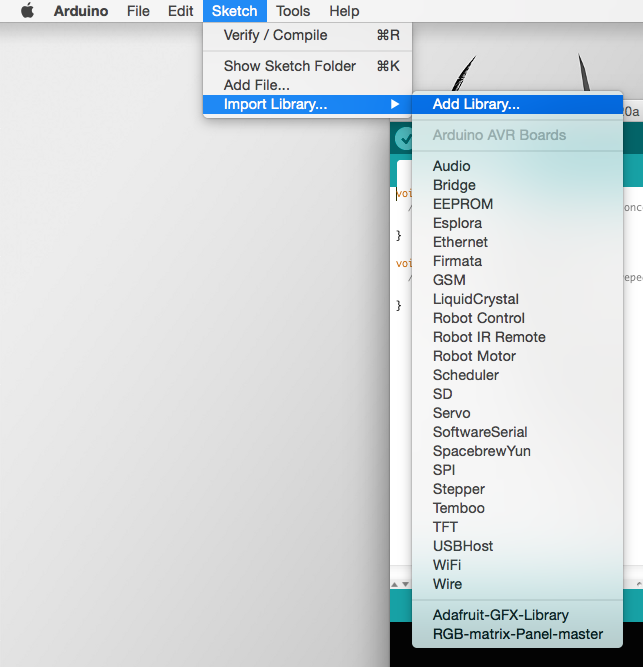 Arduino File Edit Sketch Tools Help
Verify / Compile ⌘R
Show Sketch Folder ⌘K
Add File...
Import Library... ▶
Add Library...
0a
Arduino AVR Boards
Audio
Bridge
EEPROM
Esplora
Ethernet
Firmata
GSM
LiquidCrystal
Robot Control
Robot IR Remote
Robot Motor
Scheduler
SD
Servo
SoftwareSerial
SpacebrewYun
SPI
Stepper
Temboo
TFT
USBHost
WiFi
Wire
Adafruit-GFX-Library
RGB-matrix-Panel-master
voi
/
onc
}
voi
/
epe
}